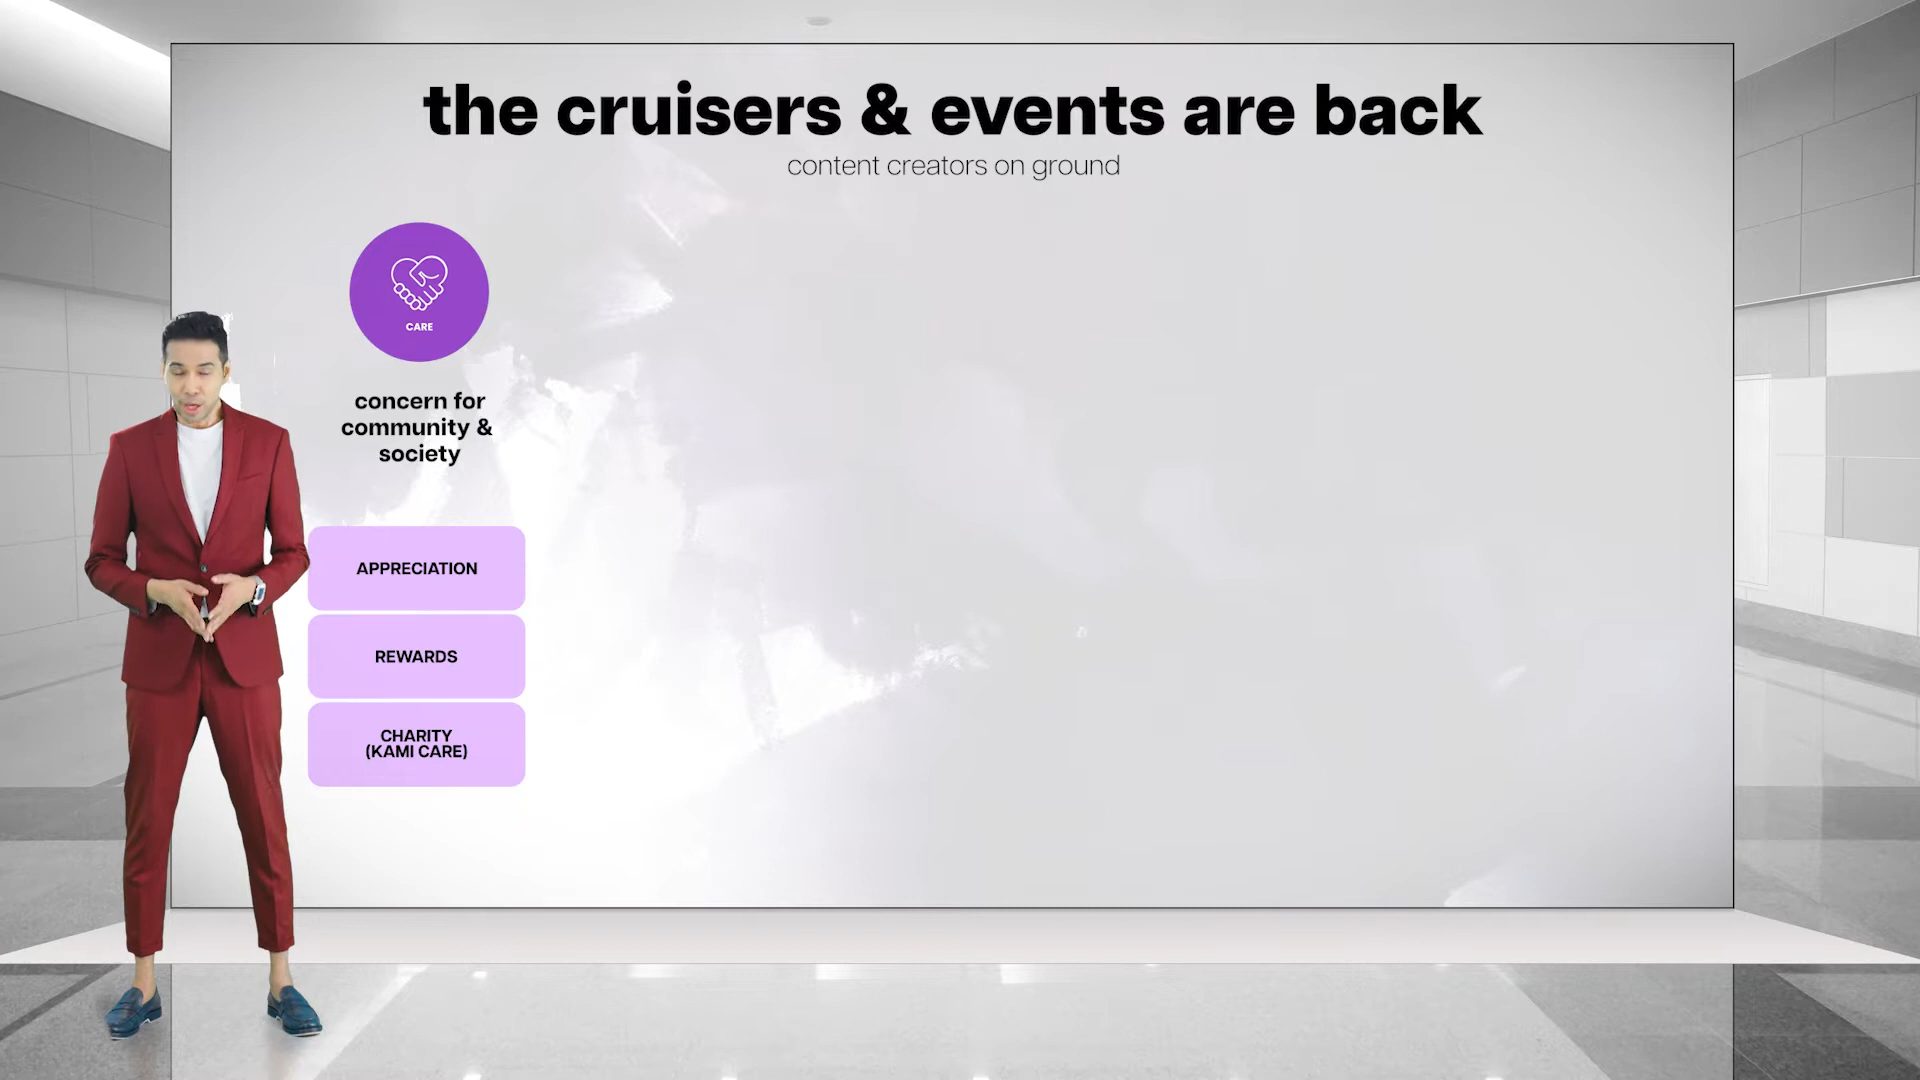 the cruisers & events are back
content creators on ground
CARE
concern for
community &
society
APPRECIATION
REWARDS
CHARITY
(KAMI CARE)